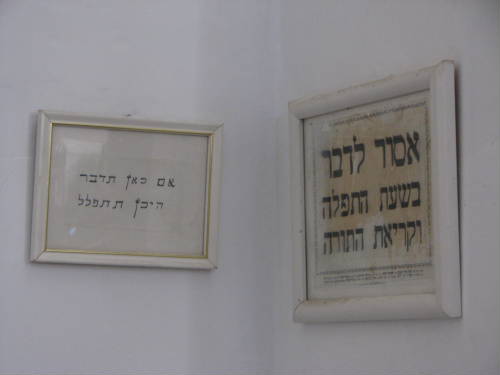 אם כאן תדבר
היכן תתפלל
אסור לדבר
בשעת התפלה
וקריאת התורה